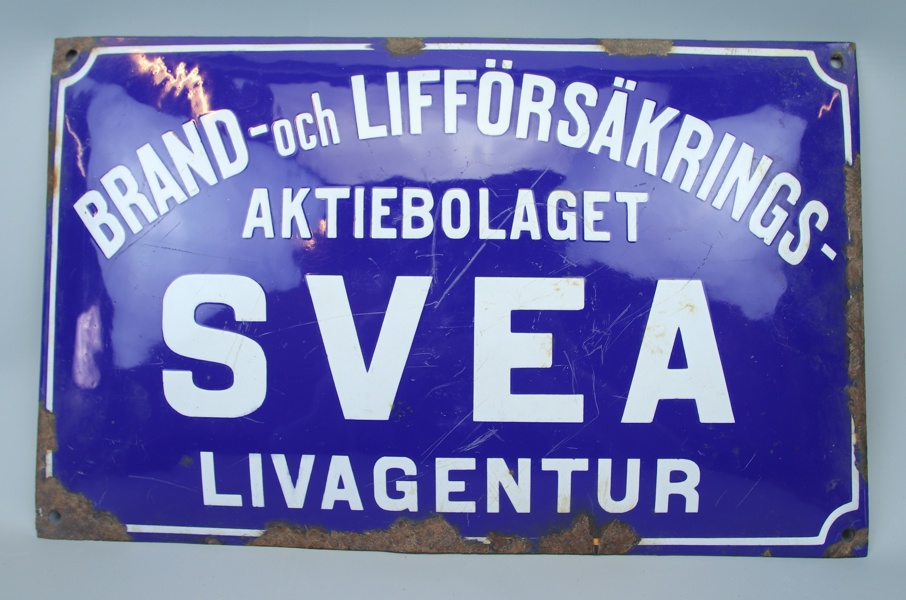 BRAND-och LIFFÖRSÄKRINGS-
AKTIEBOLAGET
SVEA
LIVAGENTUR